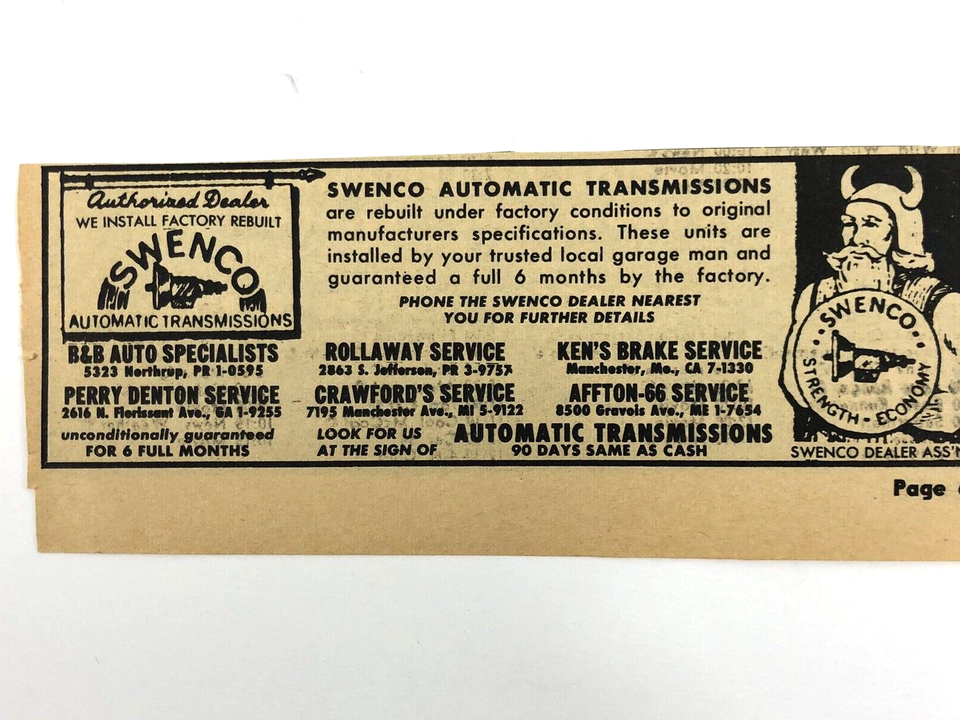 Authorized Dealer
WE INSTALL FACTORY REBUILT
SWENCO
AUTOMATIC TRANSMISSIONS
SWENCO AUTOMATIC TRANSMISSIONS
are rebuilt under factory conditions to original
manufacturers specifications. These units are
installed by your trusted local garage man and
guaranteed a full 6 months by the factory.
PHONE THE SWENCO DEALER NEAREST
YOU FOR FURTHER DETAILS
B&B AUTO SPECIALISTS
5323 Northrup, PR 1-0595
ROLLAWAY SERVICE
2863 S. Jefferson, PR 3-9757
KEN'S BRAKE SERVICE
Manchester, Mo., CA 7-1330
PERRY DENTON SERVICE
2616 N. Florissant Ave., GA 1-9255
CRAWFORD'S SERVICE
7195 Manchester Ave., MI 5-9122
AFFTON-66 SERVICE
8500 Gravois Ave., ME 1-7654
unconditionally guaranteed
FOR 6 FULL MONTHS
LOOK FOR US
AT THE SIGN OF
AUTOMATIC TRANSMISSIONS
90 DAYS SAME AS CASH
SWENCO
STRENGTH - ECONOMY
SWENCO DEALER ASS'N
Page